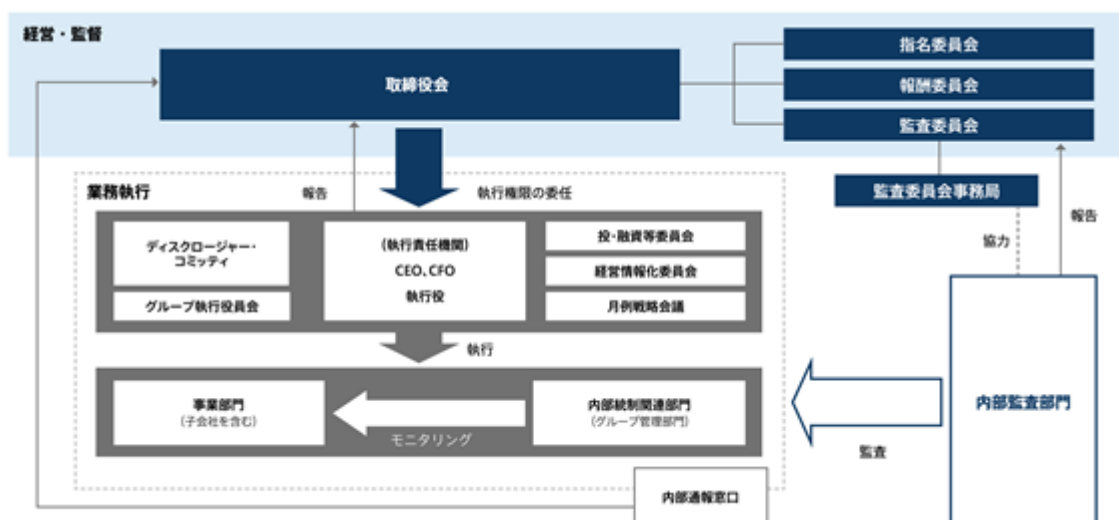 経営・監督
取締役会
指名委員会
報酬委員会
監査委員会
監査委員会事務局
業務執行
報告
執行権限の委任
協力
報告
ディスクロージャー・
コミッティ
グループ執行役員会
(執行責任機関)
CEO、CFO
執行役
投・融資等委員会
経営情報化委員会
月例戦略会議
執行
事業部門
(子会社を含む)
モニタリング
内部統制関連部門
(グループ管理部門)
監査
内部監査部門
内部通報窓口